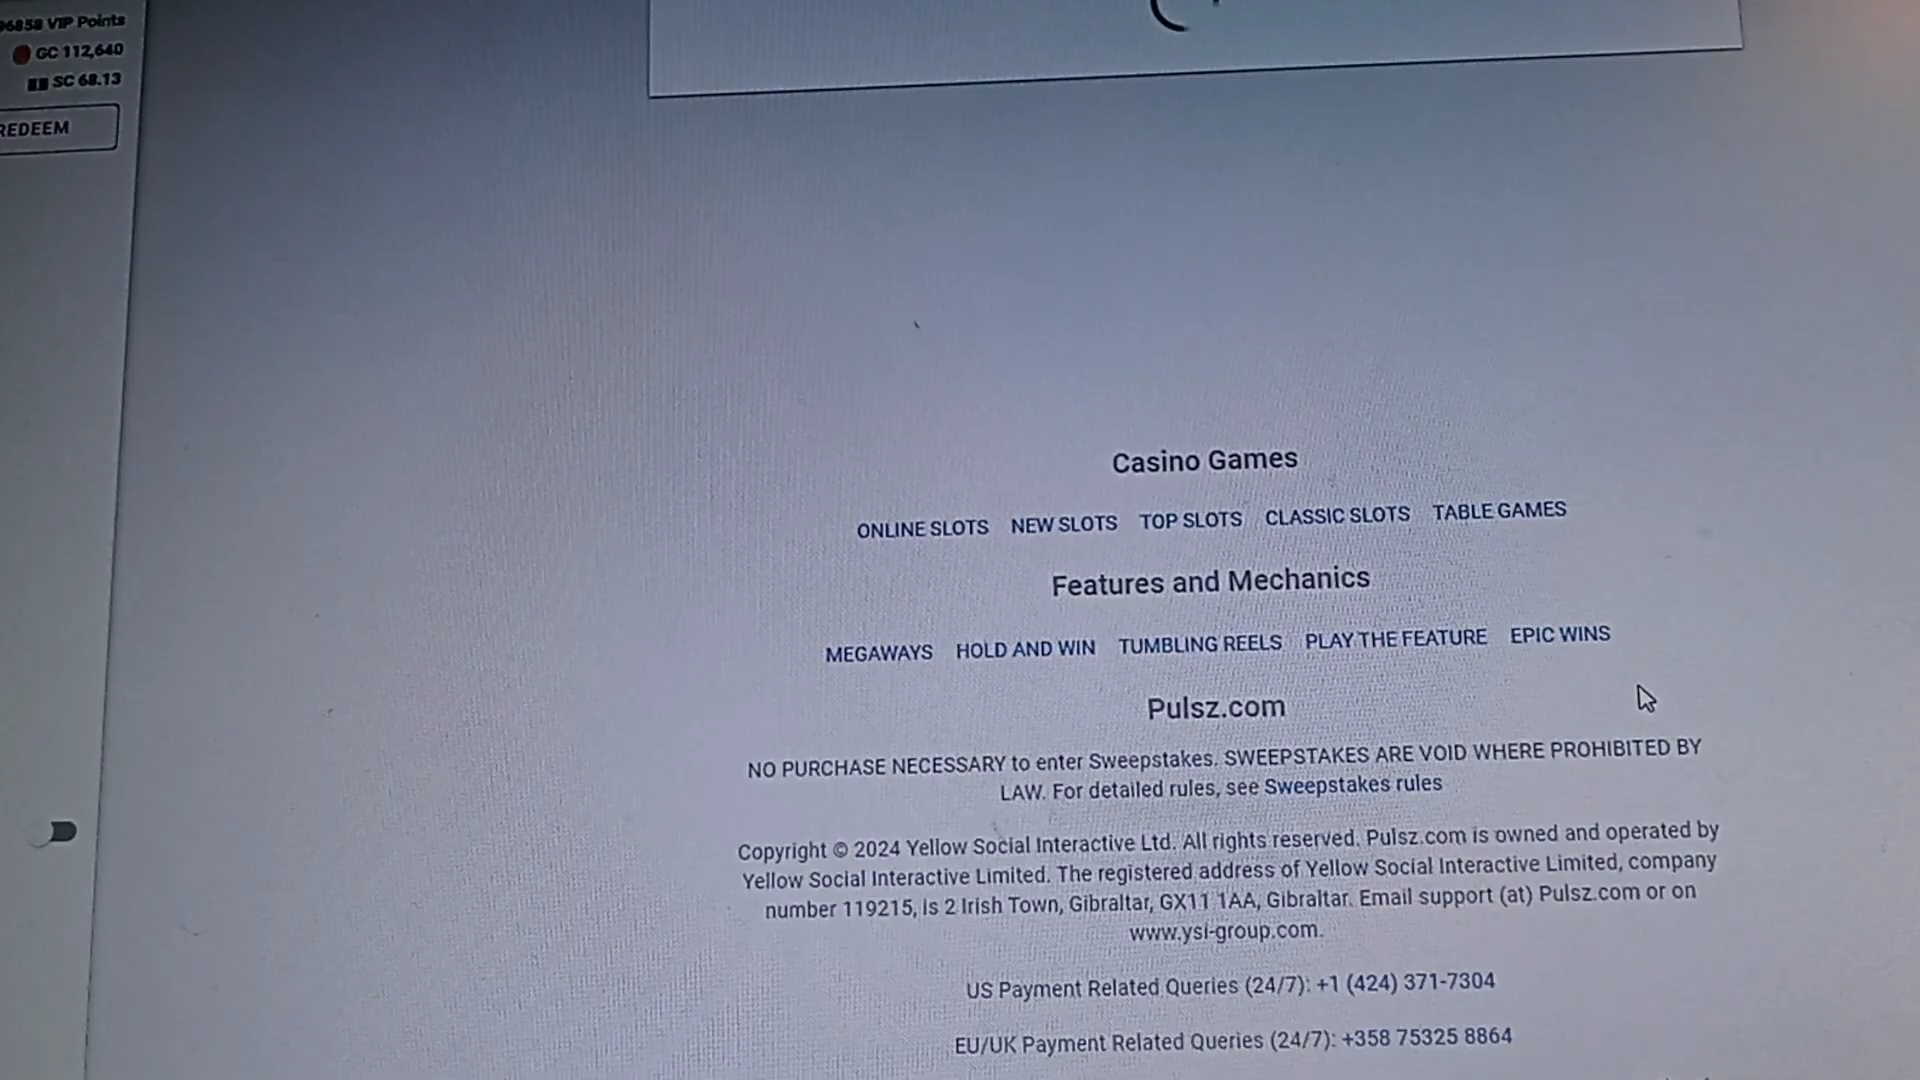 96858 VIP Points
GC 112,640
SC 68.13
REDEEM
Casino Games
ONLINE SLOTS NEW SLOTS TOP SLOTS CLASSIC SLOTS TABLE GAMES
Features and Mechanics
MEGAWAYS HOLD AND WIN TUMBLING REELS PLAY THE FEATURE EPIC WINS
Pulsz.com
NO PURCHASE NECESSARY to enter Sweepstakes. SWEEPSTAKES ARE VOID WHERE PROHIBITED BY
LAW. For detailed rules, see Sweepstakes rules
Copyright © 2024 Yellow Social Interactive Ltd. All rights reserved. Pulsz.com is owned and operated by
Yellow Social Interactive Limited. The registered address of Yellow Social Interactive Limited, company
number 119215, is 2 Irish Town, Gibraltar, GX11 1AA, Gibraltar. Email support (at) Pulsz.com or on
www.ysi-group.com.
US Payment Related Queries (24/7): +1 (424) 371-7304
EU/UK Payment Related Queries (24/7): +358 75325 8864